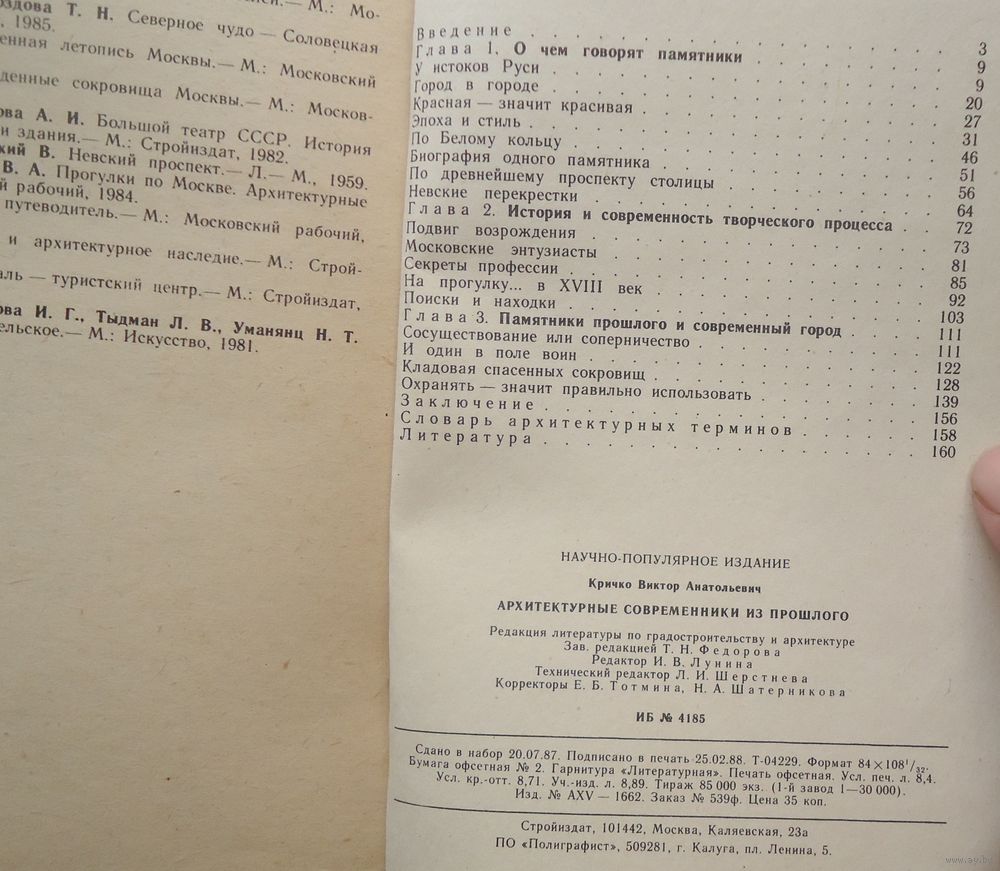 оздова Т. Н. Северное чудо — Соловецкая
, 1985.
енная летопись Москвы.— М.: Московский
денные сокровища Москвы.— М.: Москов-
ова А. И. Большой театр СССР. История
и здания.— М.: Стройиздат, 1982.
кий В. Невский проспект.— Л.— М., 1959.
В. А. Прогулки по Москве. Архитектурные
й рабочий, 1984.
путеводитель.— М.: Московский рабочий,
и архитектурное наследие.— М.: Строй-
аль — туристский центр.— М.: Стройиздат,
ова И. Г., Тыдман Л. В., Уманянц Н. Т.
ельское.— М.: Искусство, 1981.
Введение . . . 3
Глава 1. О чем говорят памятники . . . 9
У истоков Руси . . . 9
Город в городе . . . 20
Красная — значит красивая . . . 27
Эпоха и стиль . . . 31
По Белому кольцу . . . 46
Биография одного памятника . . . 51
По древнейшему проспекту столицы . . . 56
Невские перекрестки . . . 64
Глава 2. История и современность творческого процесса . . 72
Подвиг возрождения . . . 73
Московские энтузиасты . . . 81
Секреты профессии . . . 85
На прогулку... в XVIII век . . . 92
Поиски и находки . . . 103
Глава 3. Памятники прошлого и современный город . . . 111
Сосуществование или соперничество . . . 111
И один в поле воин . . . 122
Кладовая спасенных сокровищ . . . 128
Охранять — значит правильно использовать . . . 139
Заключение . . . 156
Словарь архитектурных терминов . . . 158
Литература . . . 160
НАУЧНО-ПОПУЛЯРНОЕ ИЗДАНИЕ
Кричко Виктор Анатольевич
АРХИТЕКТУРНЫЕ СОВРЕМЕННИКИ ИЗ ПРОШЛОГО
Редакция литературы по градостроительству и архитектуре
Зав. редакцией Т. Н. Федорова
Редактор И. В. Лунина
Технический редактор Л. И. Шерстнева
Корректоры Е. Б. Тотмина, Н. А. Шатерникова
ИБ № 4185
Сдано в набор 20.07.87. Подписано в печать 25.02.88. Т-04229. Формат 84×108¹/₃₂.
Бумага офсетная № 2. Гарнитура «Литературная». Печать офсетная. Усл. печ. л. 8,4.
Усл. кр.-отт. 8,71. Уч.-изд. л. 8,89. Тираж 85 000 экз. (1-й завод 1—30 000).
Изд. № AXV — 1662. Заказ № 539ф. Цена 35 коп.
Стройиздат, 101442, Москва, Каляевская, 23а
ПО «Полиграфист», 509281, г. Калуга, пл. Ленина, 5.
www.ay.by